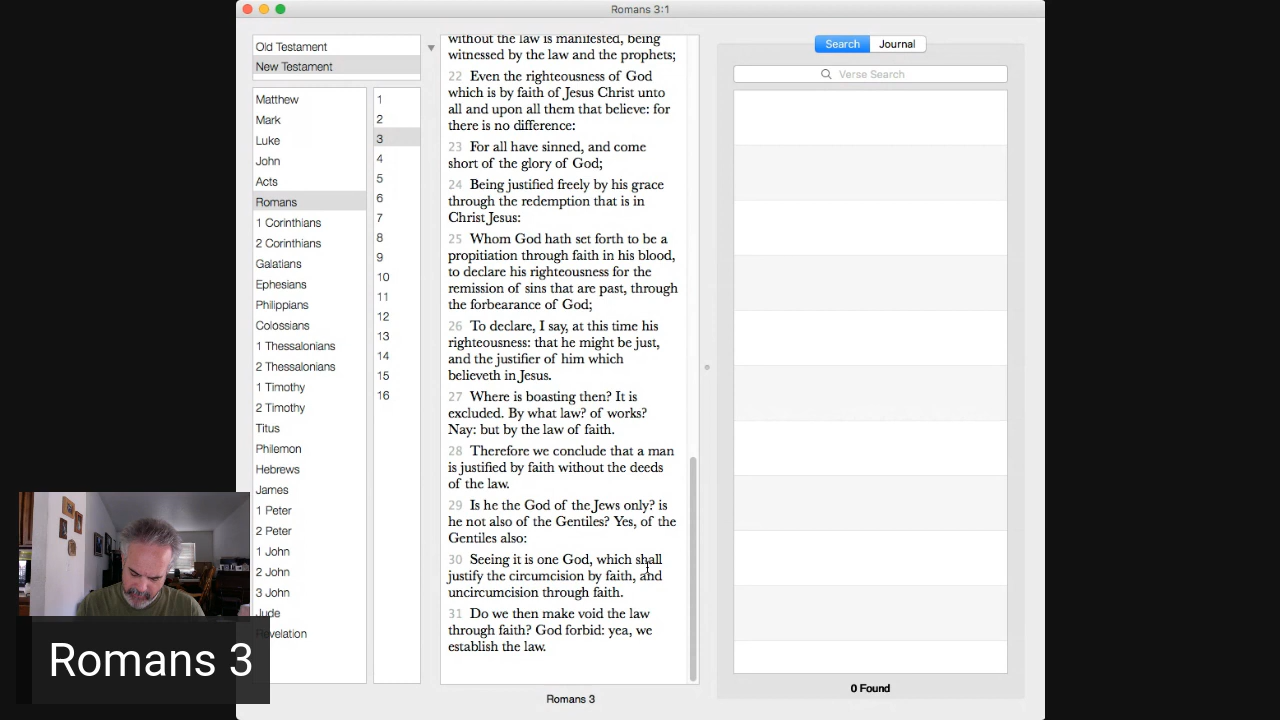 Romans 3:1
Old Testament
New Testament
Matthew
Mark
Luke
John
Acts
Romans
1 Corinthians
2 Corinthians
Galatians
Ephesians
Philippians
Colossians
1 Thessalonians
2 Thessalonians
1 Timothy
2 Timothy
Titus
Philemon
Hebrews
James
1 Peter
2 Peter
1 John
2 John
3 John
Jude
Revelation
1
2
3
4
5
6
7
8
9
10
11
12
13
14
15
16
without the law is manifested, being
witnessed by the law and the prophets;
22 Even the righteousness of God
which is by faith of Jesus Christ unto
all and upon all them that believe: for
there is no difference:
23 For all have sinned, and come
short of the glory of God;
24 Being justified freely by his grace
through the redemption that is in
Christ Jesus:
25 Whom God hath set forth to be a
propitiation through faith in his blood,
to declare his righteousness for the
remission of sins that are past, through
the forbearance of God;
26 To declare, I say, at this time his
righteousness: that he might be just,
and the justifier of him which
believeth in Jesus.
27 Where is boasting then? It is
excluded. By what law? of works?
Nay: but by the law of faith.
28 Therefore we conclude that a man
is justified by faith without the deeds
of the law.
29 Is he the God of the Jews only? is
he not also of the Gentiles? Yes, of the
Gentiles also:
30 Seeing it is one God, which shall
justify the circumcision by faith, and
uncircumcision through faith.
31 Do we then make void the law
through faith? God forbid: yea, we
establish the law.
Romans 3
Search
Journal
Verse Search
0 Found
Romans 3